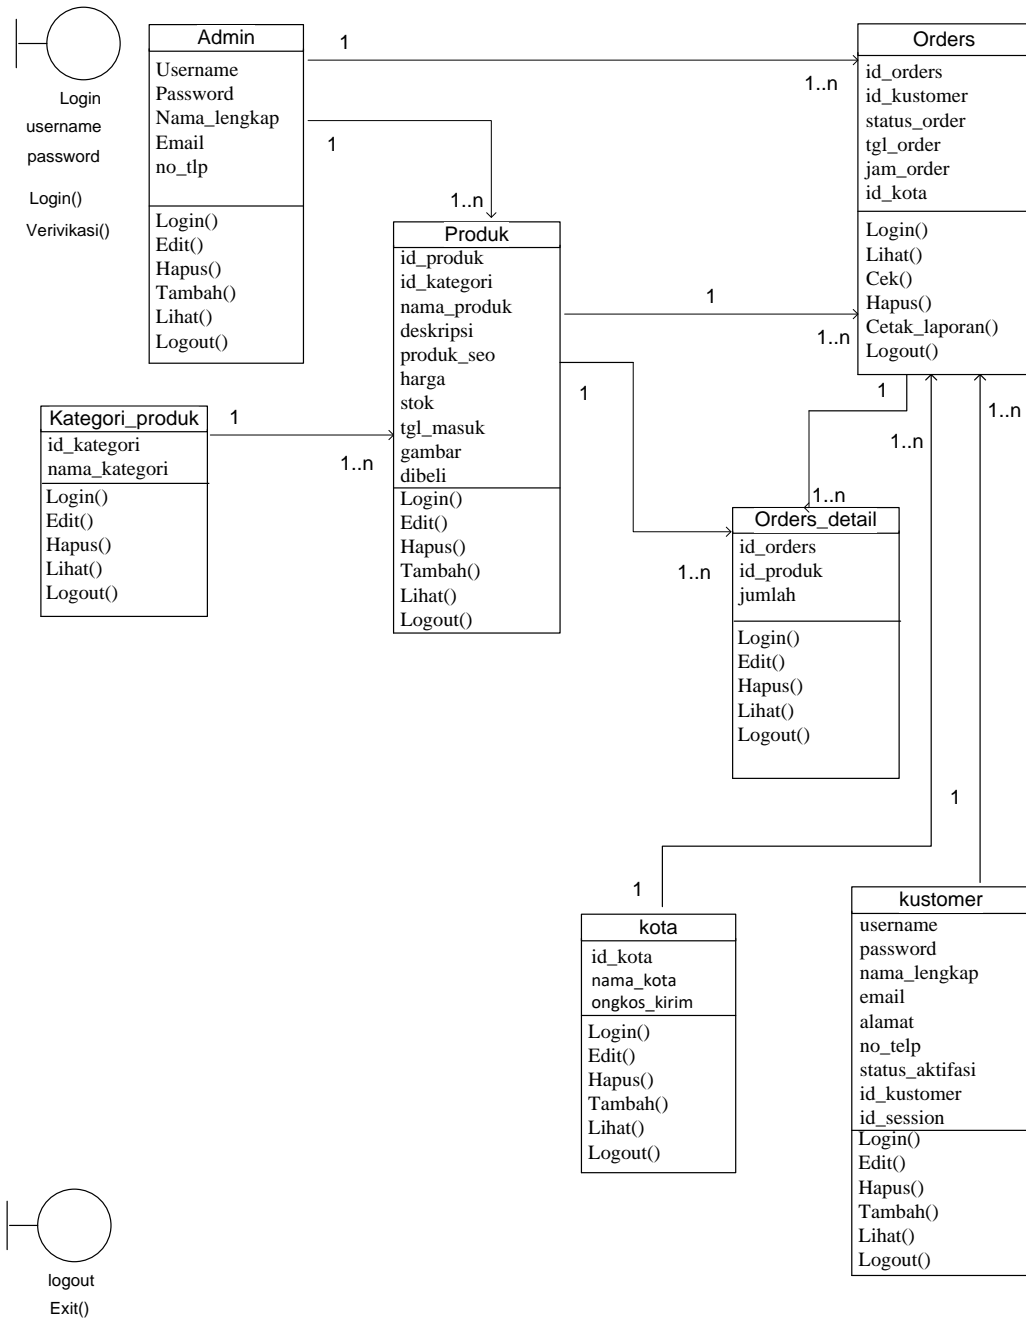 Login
username
password
Login()
Verivikasi()
Admin
Username
Password
Nama_lengkap
Email
no_tlp
Login()
Edit()
Hapus()
Tambah()
Lihat()
Logout()
1
1..n
1
1..n
Orders
id_orders
id_kustomer
status_order
tgl_order
jam_order
id_kota
Login()
Lihat()
Cek()
Hapus()
Cetak_laporan()
Logout()
Produk
id_produk
id_kategori
nama_produk
deskripsi
produk_seo
harga
stok
tgl_masuk
gambar
dibeli
Login()
Edit()
Hapus()
Tambah()
Lihat()
Logout()
1
1..n
1
1..n
Kategori_produk
id_kategori
nama_kategori
Login()
Edit()
Hapus()
Lihat()
Logout()
1
1..n
1
1..n
1..n
1..n
Orders_detail
id_orders
id_produk
jumlah
Login()
Edit()
Hapus()
Lihat()
Logout()
1
1
kota
id_kota
nama_kota
ongkos_kirim
Login()
Edit()
Hapus()
Tambah()
Lihat()
Logout()
kustomer
username
password
nama_lengkap
email
alamat
no_telp
status_aktifasi
id_kustomer
id_session
Login()
Edit()
Hapus()
Tambah()
Lihat()
Logout()
logout
Exit()